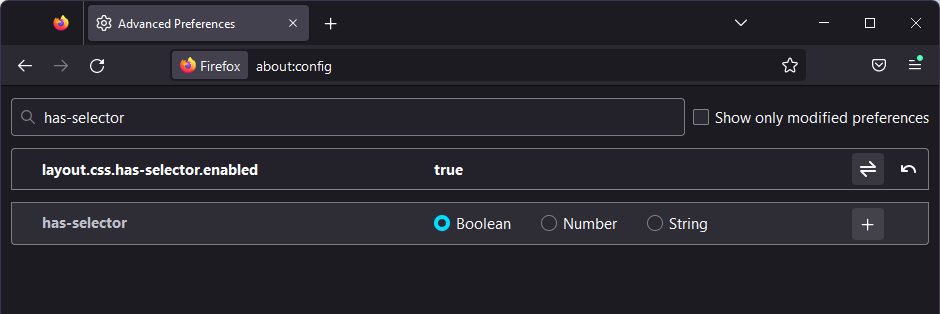 Advanced Preferences
Firefox about:config
has-selector Show only modified preferences
layout.css.has-selector.enabled true
has-selector Boolean Number String